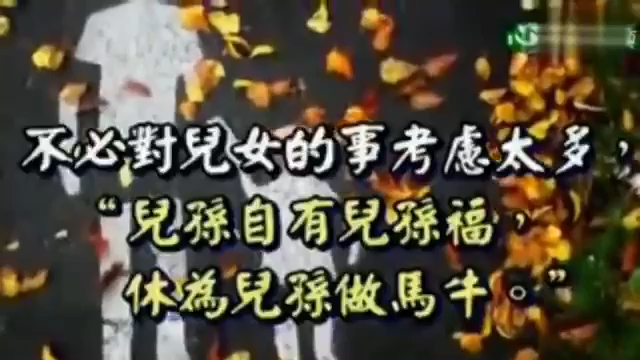 不必對兒女的事考慮太多，
“兒孫自有兒孫福，
休為兒孫做馬牛。”